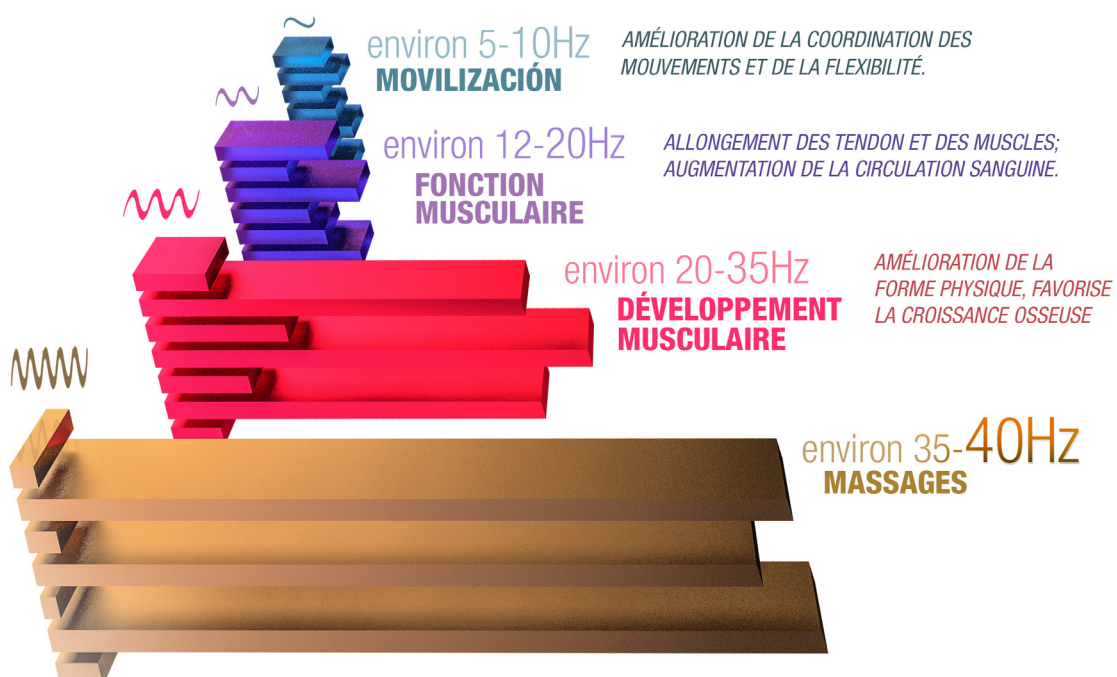 environ 5-10Hz
MOVILIZACIÓN
AMÉLIORATION DE LA COORDINATION DES
MOUVEMENTS ET DE LA FLEXIBILITÉ.
environ 12-20Hz
FONCTION
MUSCULAIRE
ALLONGEMENT DES TENDON ET DES MUSCLES;
AUGMENTATION DE LA CIRCULATION SANGUINE.
environ 20-35Hz
DÉVELOPPEMENT
MUSCULAIRE
AMÉLIORATION DE LA
FORME PHYSIQUE, FAVORISE
LA CROISSANCE OSSEUSE
environ 35-40Hz
MASSAGES